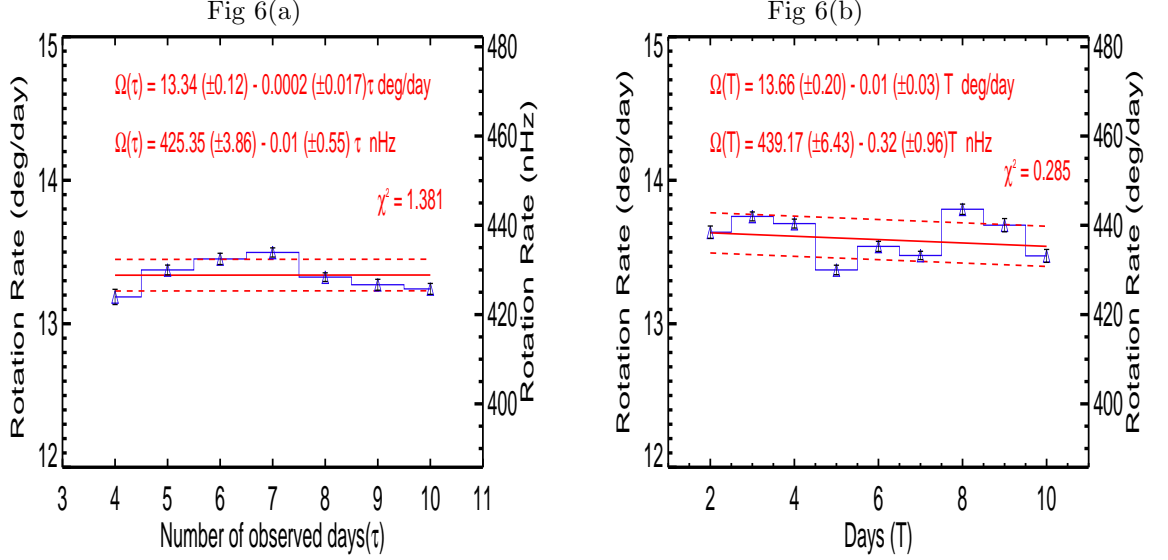 Fig 6(a)
Rotation Rate (deg/day)
15
14
13
12
Ω(τ) = 13.34 (±0.12) - 0.0002 (±0.017)τ deg/day
Ω(τ) = 425.35 (±3.86) - 0.01 (±0.55) τ nHz
χ² = 1.381
480
460
440
420
400
Rotation Rate (nHz)
3 4 5 6 7 8 9 10 11
Number of observed days(τ)
Fig 6(b)
Rotation Rate (deg/day)
15
14
13
12
Ω(T) = 13.66 (±0.20) - 0.01 (±0.03) T deg/day
Ω(T) = 439.17 (±6.43) - 0.32 (±0.96)T nHz
χ² = 0.285
480
460
440
420
400
Rotation Rate (deg/day)
2 4 6 8 10
Days (T)